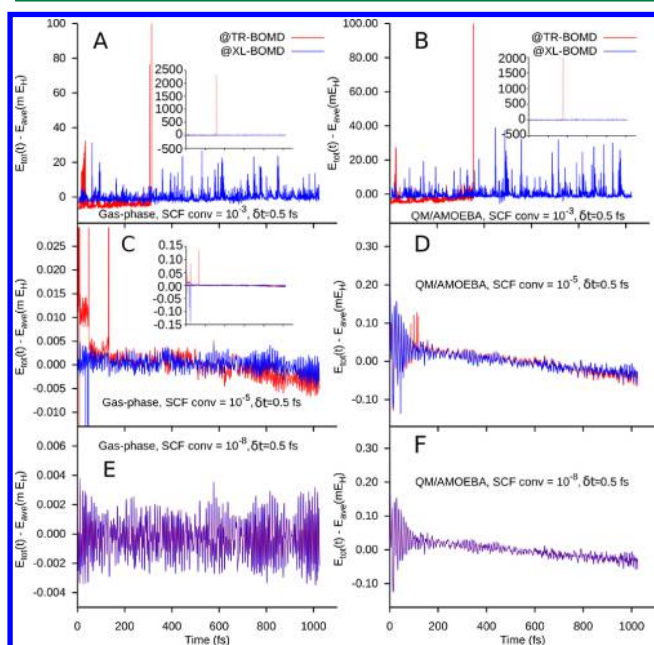 A
@TR-BOMD
@XL-BOMD
E_tot(t) - E_ave(m E_H)
100
80
60
40
20
0
2500
2000
1500
1000
500
0
-500
Gas-phase, SCF conv = 10^-3, δt=0.5 fs
B
@TR-BOMD
@XL-BOMD
E_tot(t) - E_ave(mE_H)
100.00
80.00
60.00
40.00
20.00
0.00
2000
1500
1000
500
0
-500
QM/AMOEBA, SCF conv = 10^-3, δt=0.5 fs
C
E_tot(t) - E_ave(m E_H)
0.025
0.020
0.015
0.010
0.005
0.000
-0.005
-0.010
0.15
0.10
0.05
0.00
-0.05
-0.10
-0.15
Gas-phase, SCF conv = 10^-5, δt=0.5 fs
D
E_tot(t) - E_ave(mE_H)
0.20
0.10
0.00
-0.10
QM/AMOEBA, SCF conv = 10^-5, δt=0.5 fs
E
Gas-phase, SCF conv = 10^-8, δt=0.5 fs
E_tot(t) - E_ave(m E_H)
0.006
0.004
0.002
0.000
-0.002
-0.004
0 200 400 600 800 1000
Time (fs)
F
QM/AMOEBA, SCF conv = 10^-8, δt=0.5 fs
E_tot(t) - E_ave(mE_H)
0.20
0.10
0.00
-0.10
0 200 400 600 800 1000
Time (fs)